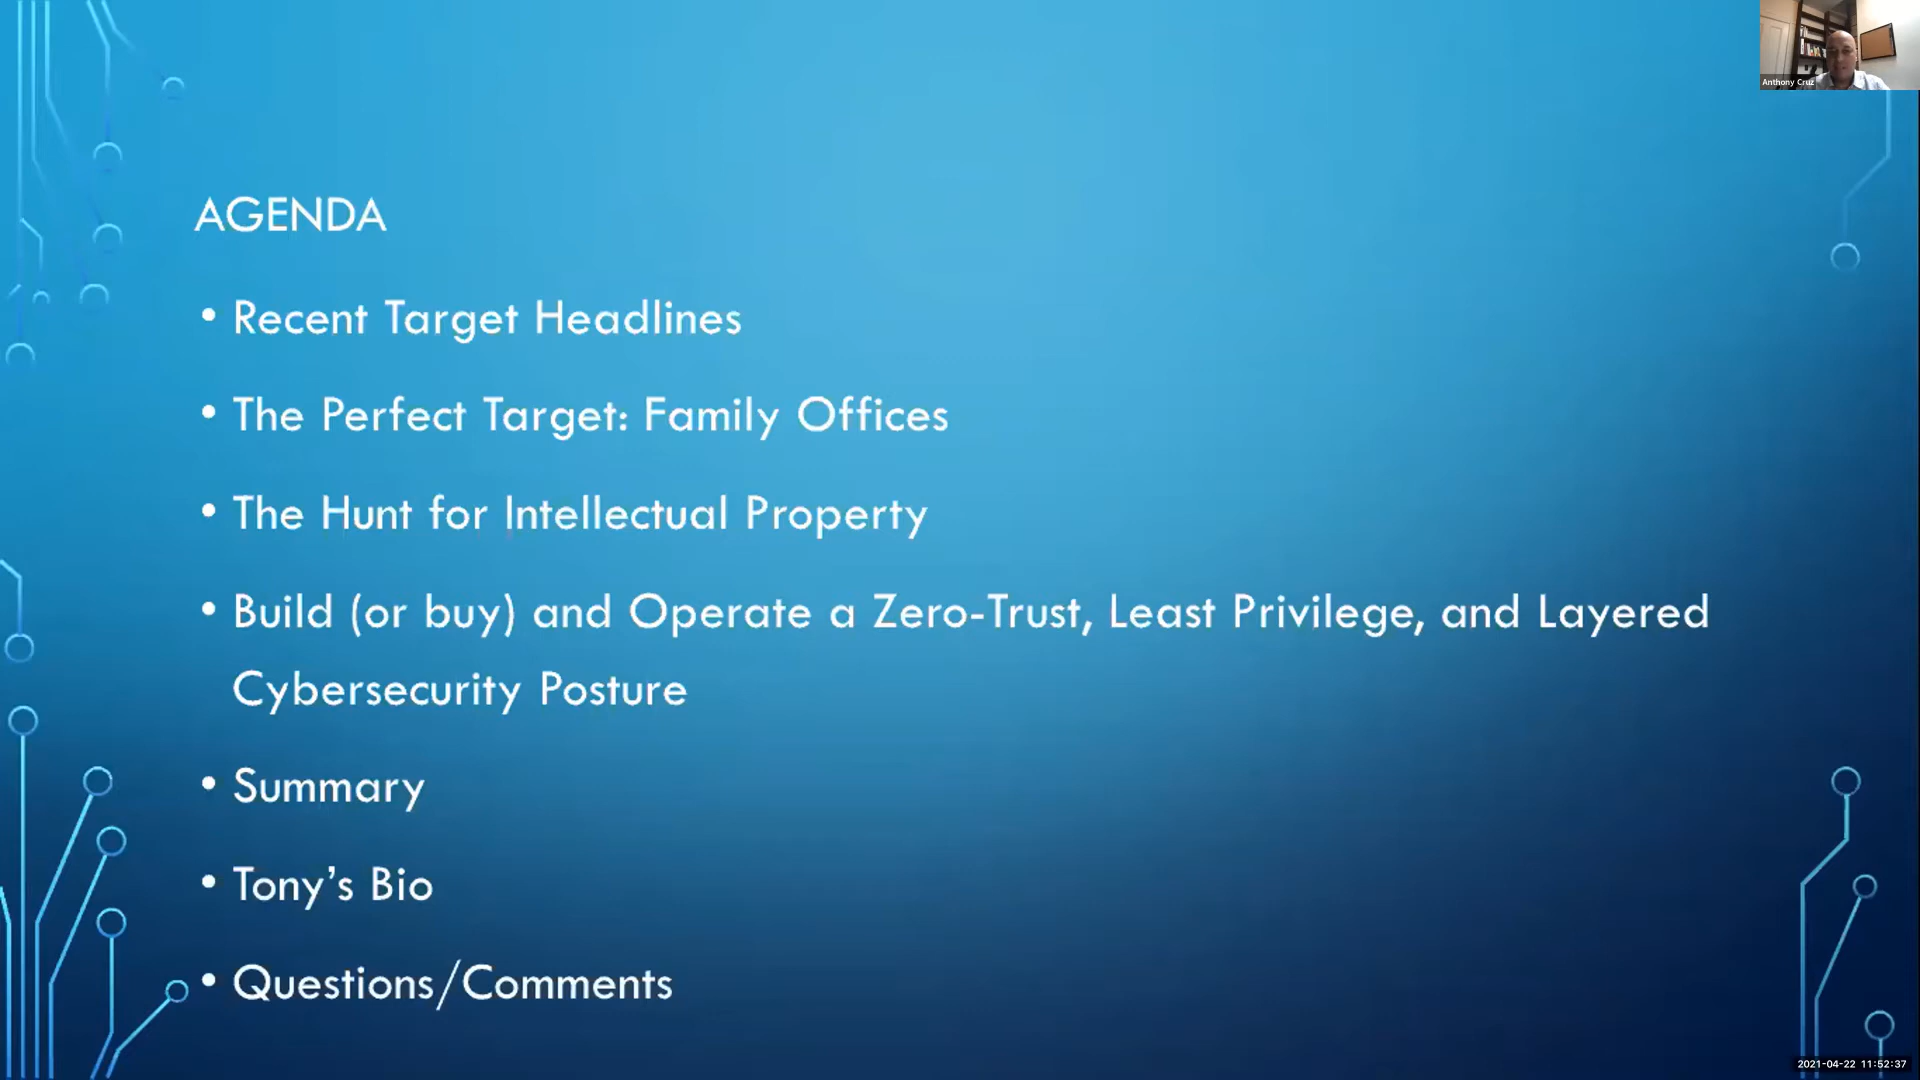 Anthony Cruz
AGENDA
• Recent Target Headlines
• The Perfect Target: Family Offices
• The Hunt for Intellectual Property
• Build (or buy) and Operate a Zero-Trust, Least Privilege, and Layered
Cybersecurity Posture
• Summary
• Tony’s Bio
• Questions/Comments
2021-04-22 11:52:37